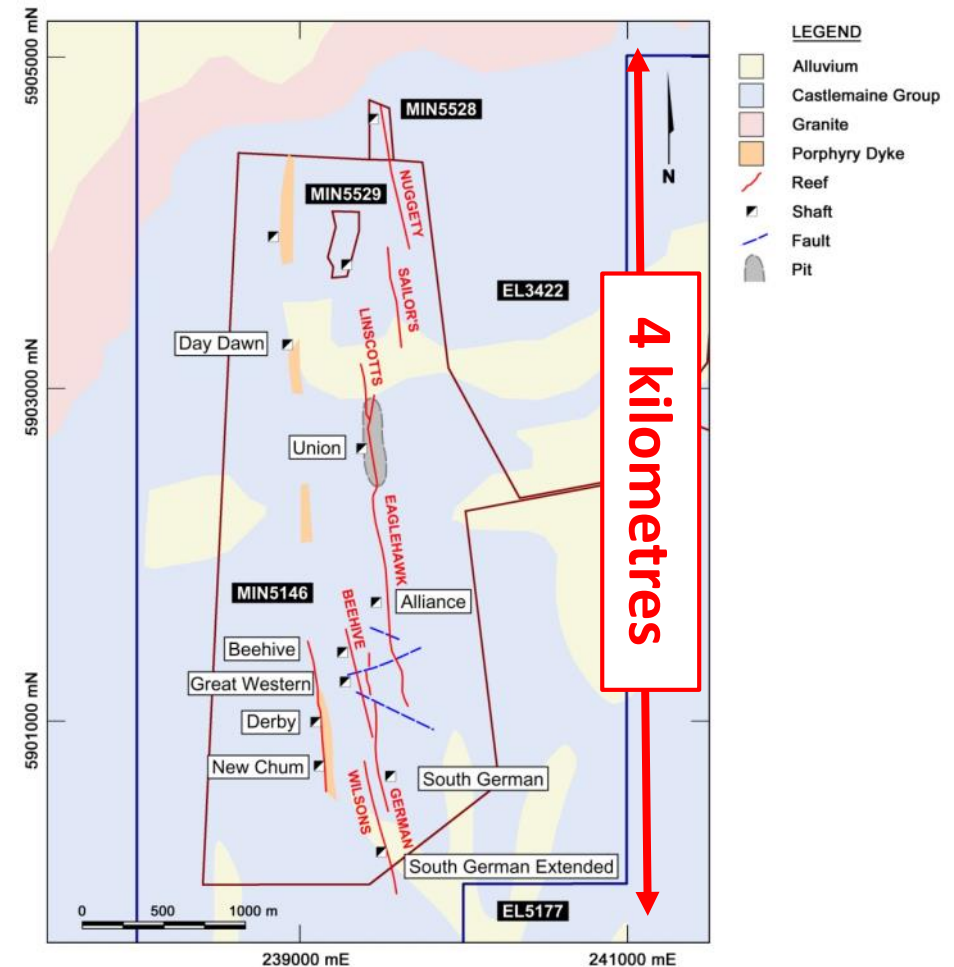 5905000 mN
5903000 mN
5901000 mN
MIN5528
NUGGETY
MIN5529
SAILOR'S
EL3422
LINSCOTTS
Day Dawn
Union
EAGLEHAWK
MIN5146
Alliance
BEEHIVE
Beehive
Great Western
Derby
New Chum
South German
WILSONS
GERMAN
South German Extended
EL5177
N
4 kilometres
0 500 1000 m
239000 mE
241000 mE
LEGEND
Alluvium
Castlemaine Group
Granite
Porphyry Dyke
Reef
Shaft
Fault
Pit